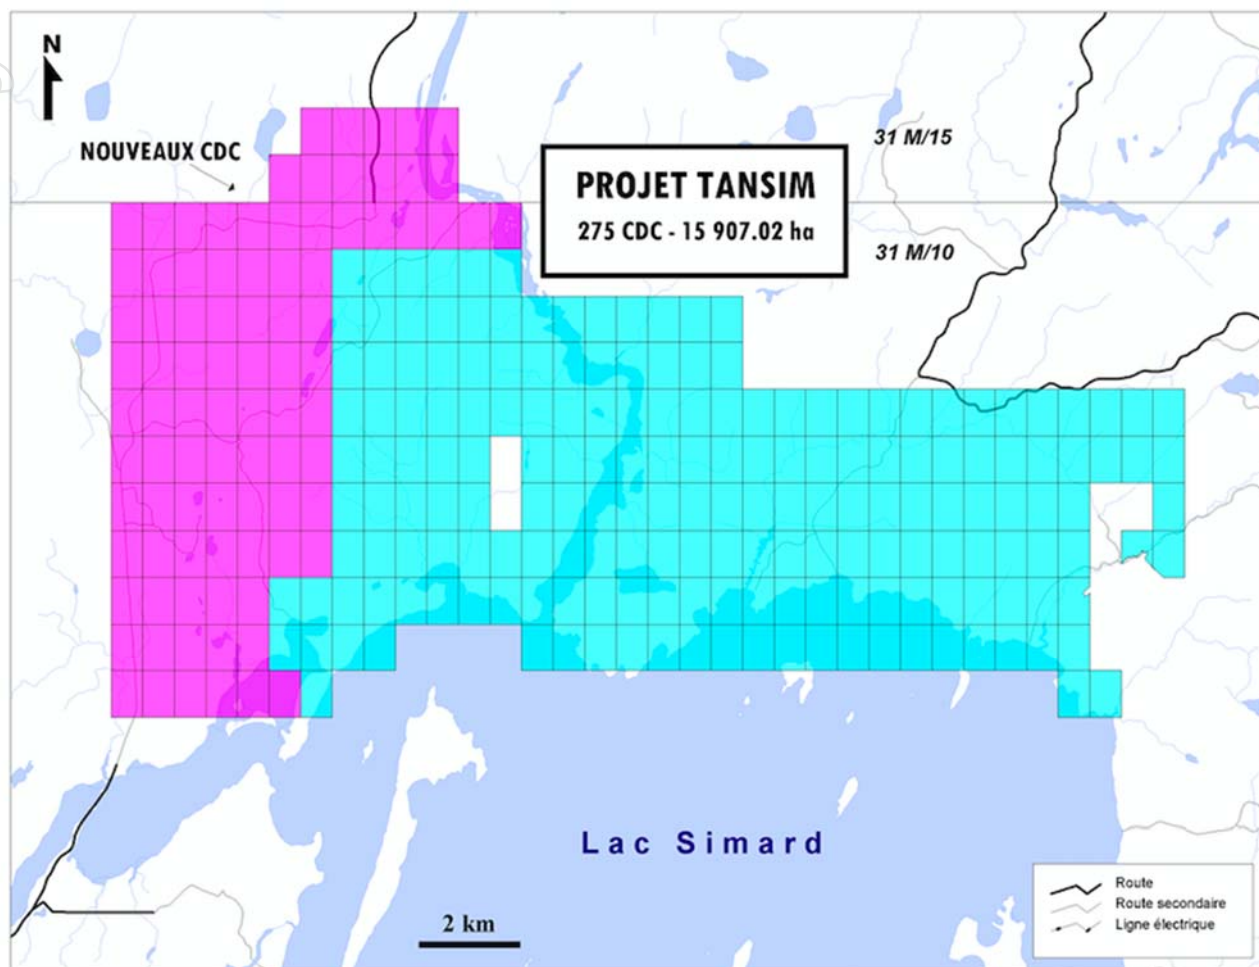 N
NOUVEAUX CDC
31 M/15
PROJET TANSIM
275 CDC - 15 907.02 ha
31 M/10
Lac Simard
2 km
Route
Route secondaire
Ligne électrique